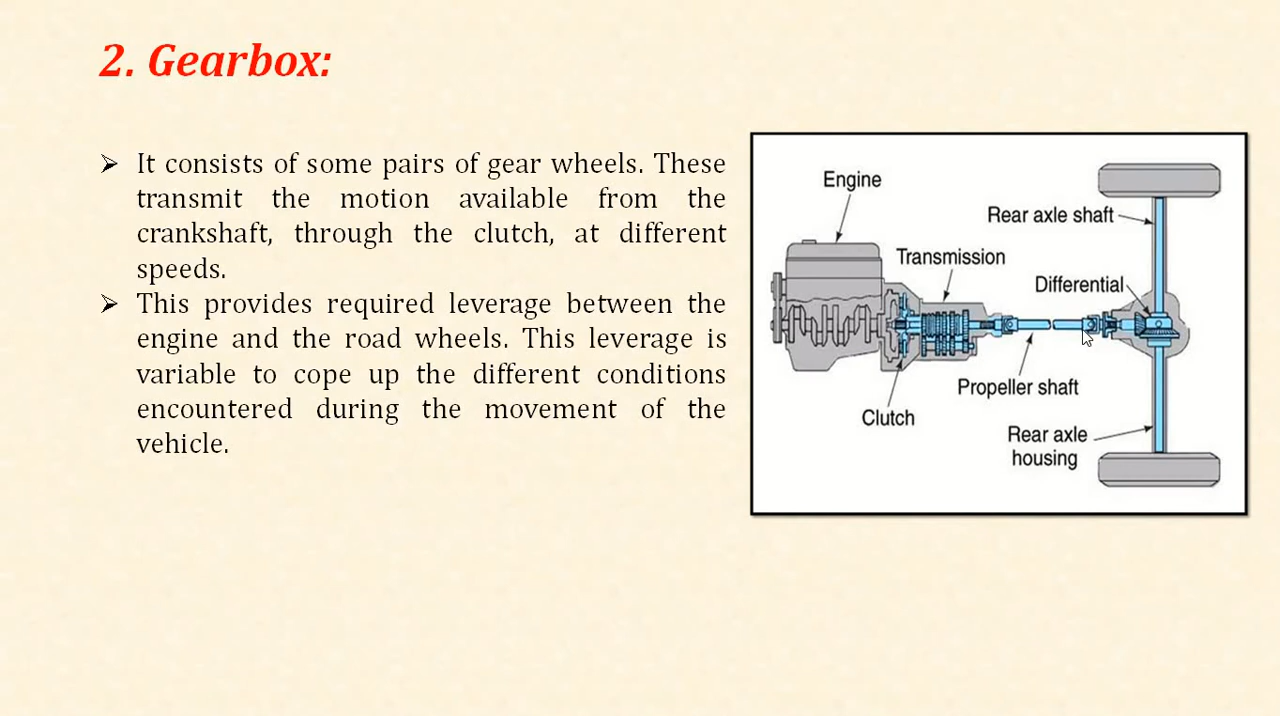 2. Gearbox:
➢ It consists of some pairs of gear wheels. These
transmit the motion available from the
crankshaft, through the clutch, at different
speeds.
➢ This provides required leverage between the
engine and the road wheels. This leverage is
variable to cope up the different conditions
encountered during the movement of the
vehicle.
Engine
Rear axle shaft
Transmission
Differential
Propeller shaft
Clutch
Rear axle
housing